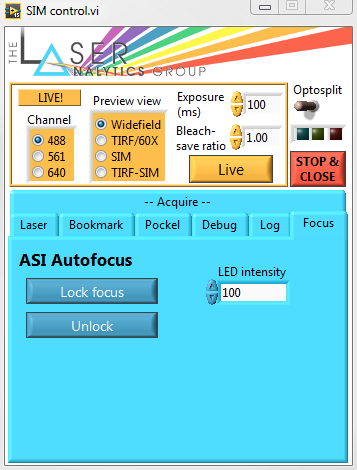 SIM control.vi
THE LASER
ANALYTICS GROUP
LIVE!
Channel
488
561
640
Preview view
Widefield
TIRF/60X
SIM
TIRF-SIM
Exposure
(ms)
100
Bleach-
save ratio
1.00
Live
Optosplit
STOP &
CLOSE
-- Acquire --
Laser
Bookmark
Pockel
Debug
Log
Focus
ASI Autofocus
Lock focus
Unlock
LED intensity
100